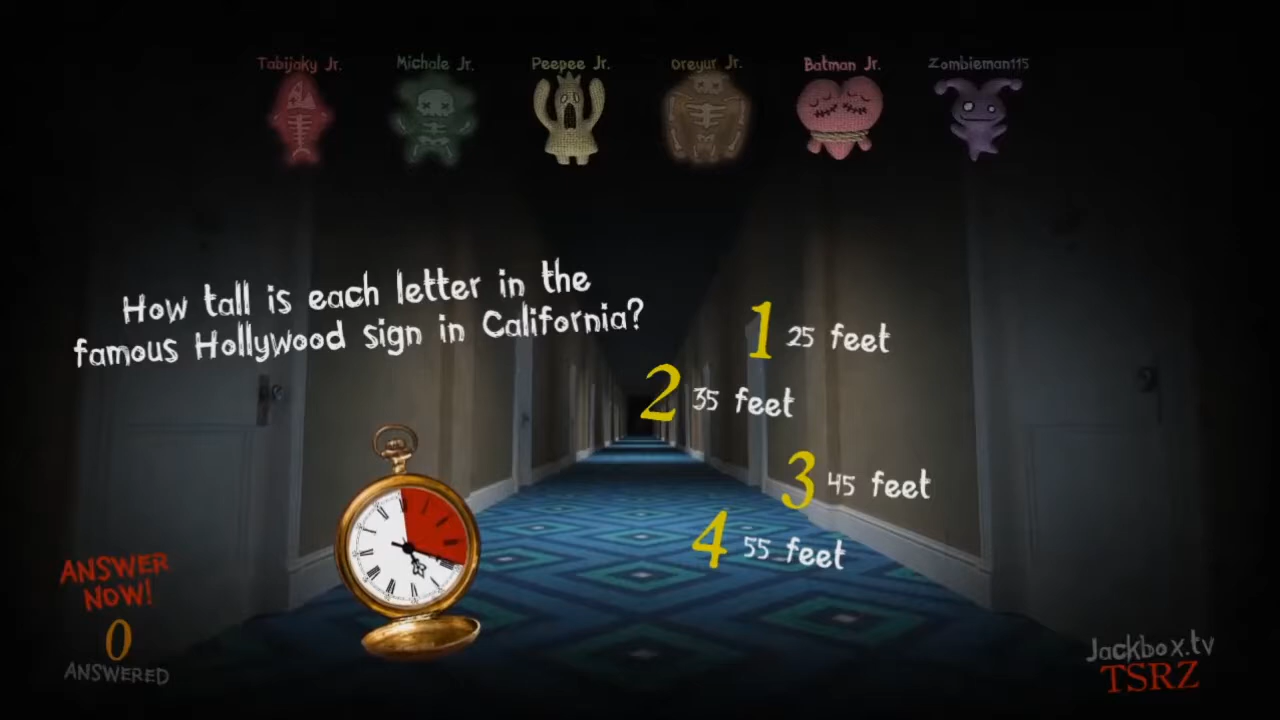 Tabijaky Jr.
Michale Jr.
Peepee Jr.
Dreyur Jr.
Batman Jr.
Zombieman115
How tall is each letter in the
famous Hollywood sign in California?
1 25 feet
2 35 feet
3 45 feet
4 55 feet
ANSWER
NOW!
0
ANSWERED
Jackbox.tv
TSRZ